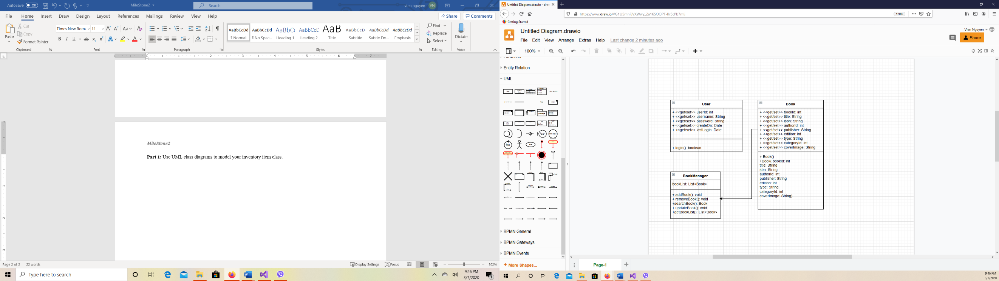 AutoSave Off
MileStone2
Search
vien nguyen VN
File Home Insert Draw Design Layout References Mailings Review View Help
Share Comments
Paste
Cut
Copy
Format Painter
Clipboard
Times New Roma 11
Font
Paragraph
AaBbCcDd AaBbCcDd AaBbCc AaBbCcD AaB AaBbCcD AaBbCcDd AaBbCcDd
¶ Normal ¶ No Spac... Heading 1 Heading 2 Title Subtitle Subtle Em... Emphasis
Styles
Find
Replace
Select
Editing
Dictate
Voice
MileStone2
Part 1: Use UML class diagrams to model your inventory item class.
Page 2 of 2 22 words
Display Settings Focus 102%
Type here to search
9:46 PM
3/7/2020
Untitled Diagram.drawio - dra
https://www.draw.io/#G1U5mnFjVXWwy_2a16SOOPT-Kr5cPb7mlj
120%
Getting Started
Untitled Diagram.drawio
File Edit View Arrange Extras Help Last change 2 minutes ago
Vien Nguyen
Share
100%
Entity Relation
UML
BPMN General
BPMN Gateways
BPMN Events
+ More Shapes...
User
+ <<get/set>> userId: int
+ <<get/set>> username: String
+ <<get/set>> password: String
+ <<get/set>> createOn: Date
+ <<get/set>> lastLogin: Date
+ login(): boolean
BookManager
bookList: List<Book>
+ addBook(): void
+ removeBook(): void
+searchBook(): Book
+ updateBook(): void
+getBookList(): List<Book>
Book
+ <<get/set>> bookId: int
+ <<get/set>> title: String
+ <<get/set>> isbn: String
+ <<get/set>> authorId: int
+ <<get/set>> publisher: String
+ <<get/set>> edition: int
+ <<get/set>> type: String
+ <<get/set>> categoryId: int
+ <<get/set>> coverImage: String
+ Book()
+Book( bookId: int
title: String
sbn: String
authorId: int
publisher: String
edition: int
type: String
categoryId: int
coverImage: String)
Page-1
9:46 PM
3/7/2020